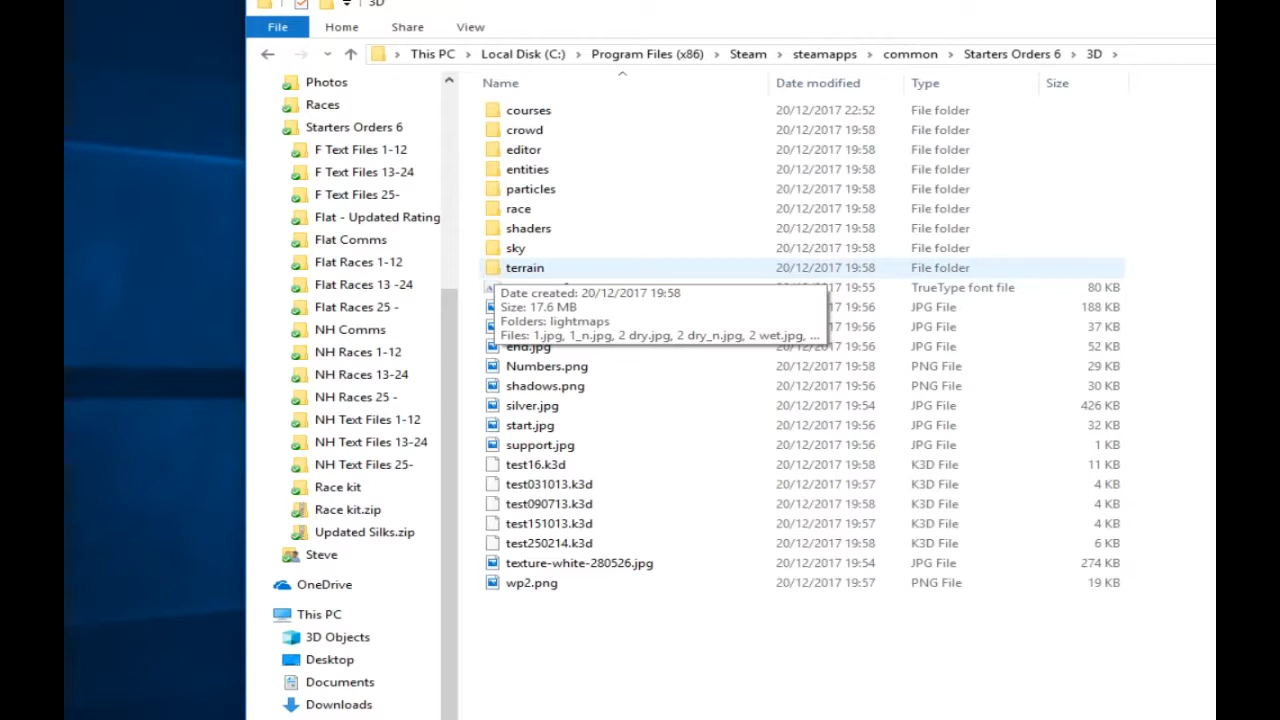 3D
File Home Share View
This PC Local Disk (C:) Program Files (x86) Steam steamapps common Starters Orders 6 3D
Photos
Races
Starters Orders 6
F Text Files 1-12
F Text Files 13-24
F Text Files 25-
Flat - Updated Rating
Flat Comms
Flat Races 1-12
Flat Races 13 -24
Flat Races 25 -
NH Comms
NH Races 1-12
NH Races 13-24
NH Races 25 -
NH Text Files 1-12
NH Text Files 13-24
NH Text Files 25-
Race kit
Race kit.zip
Updated Silks.zip
Steve
OneDrive
This PC
3D Objects
Desktop
Documents
Downloads
Name Date modified Type Size
courses 20/12/2017 22:52 File folder
crowd 20/12/2017 19:58 File folder
editor 20/12/2017 19:58 File folder
entities 20/12/2017 19:58 File folder
particles 20/12/2017 19:58 File folder
race 20/12/2017 19:58 File folder
shaders 20/12/2017 19:58 File folder
sky 20/12/2017 19:58 File folder
terrain 20/12/2017 19:58 File folder
20/12/2017 19:55 TrueType font file 80 KB
Date created: 20/12/2017 19:58
Size: 17.6 MB
Folders: lightmaps
Files: 1.jpg, 1_n.jpg, 2 dry.jpg, 2 dry_n.jpg, 2 wet.jpg, ...
19:56 JPG File 188 KB
19:56 JPG File 37 KB
end.jpg 20/12/2017 19:56 JPG File 52 KB
Numbers.png 20/12/2017 19:58 PNG File 29 KB
shadows.png 20/12/2017 19:56 PNG File 30 KB
silver.jpg 20/12/2017 19:54 JPG File 426 KB
start.jpg 20/12/2017 19:56 JPG File 32 KB
support.jpg 20/12/2017 19:56 JPG File 1 KB
test16.k3d 20/12/2017 19:58 K3D File 11 KB
test031013.k3d 20/12/2017 19:57 K3D File 4 KB
test090713.k3d 20/12/2017 19:58 K3D File 4 KB
test151013.k3d 20/12/2017 19:57 K3D File 4 KB
test250214.k3d 20/12/2017 19:58 K3D File 6 KB
texture-white-280526.jpg 20/12/2017 19:54 JPG File 274 KB
wp2.png 20/12/2017 19:57 PNG File 19 KB